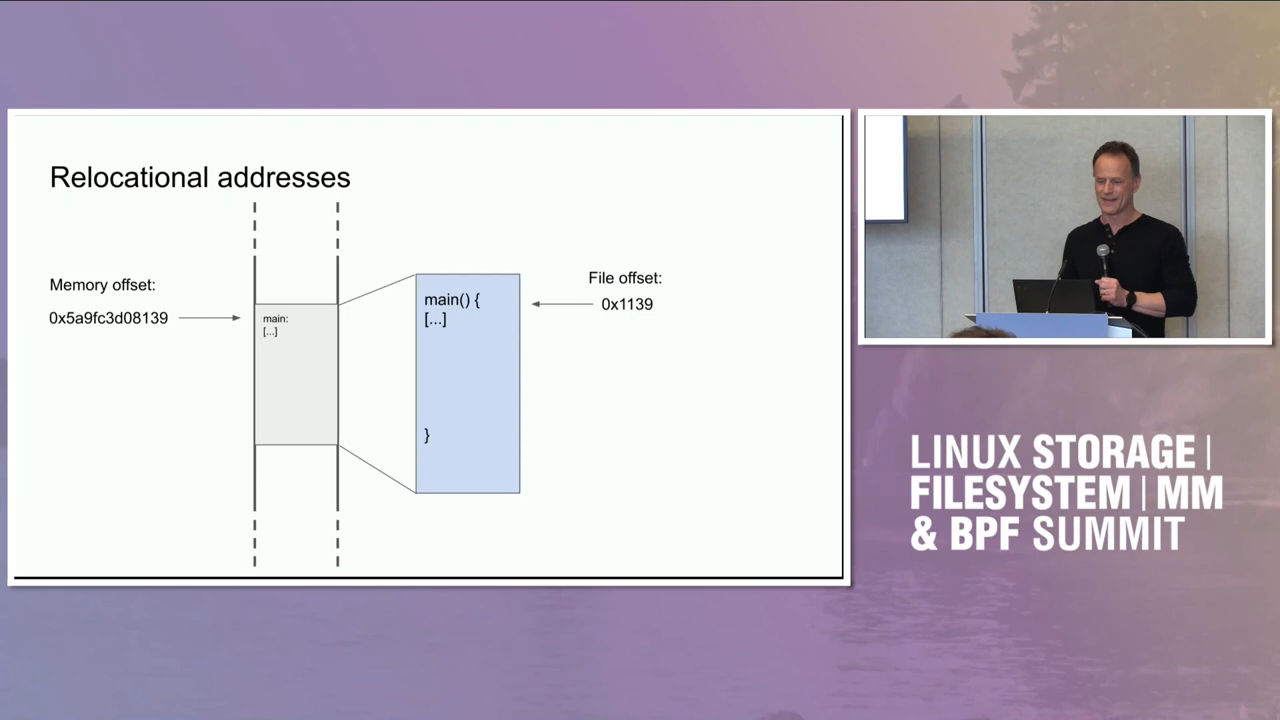 Relocational addresses
Memory offset:
0x5a9fc3d08139
main:
[...]
main() {
[...]
}
File offset:
0x1139
LINUX STORAGE |
FILESYSTEM | MM
& BPF SUMMIT